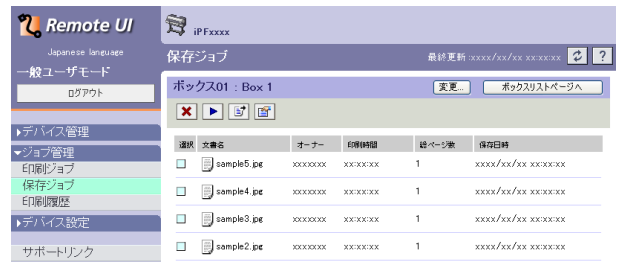 Remote UI
Japanese language
一般ユーザモード
ログアウト
▶デバイス管理
▼ジョブ管理
印刷ジョブ
保存ジョブ
印刷履歴
▶デバイス設定
サポートリンク
iPFxxxx
保存ジョブ 最終更新 :xxxx/xx/xx xx:xx:xx ?
ボックス01 : Box 1 変更... ボックスリストページへ
選択 文書名 オーナー 印刷時間 総ページ数 保存日時
sample5.jpg xxxxxxx xx:xx:xx 1 xxxx/xx/xx xx:xx:xx
sample4.jpg xxxxxxx xx:xx:xx 1 xxxx/xx/xx xx:xx:xx
sample3.jpg xxxxxxx xx:xx:xx 1 xxxx/xx/xx xx:xx:xx
sample2.jpg xxxxxxx xx:xx:xx 1 xxxx/xx/xx xx:xx:xx